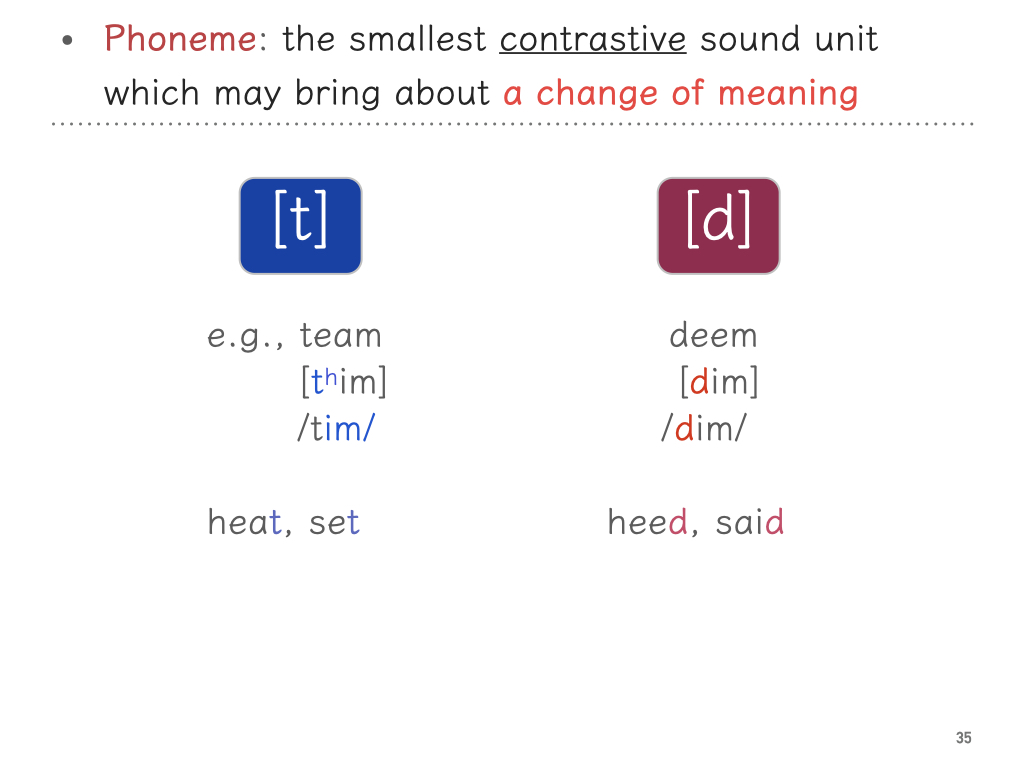 • Phoneme: the smallest contrastive sound unit
which may bring about a change of meaning
[t] [d]
e.g., team deem
[tʰim] [dim]
/tim/ /dim/
heat, set heed, said
35